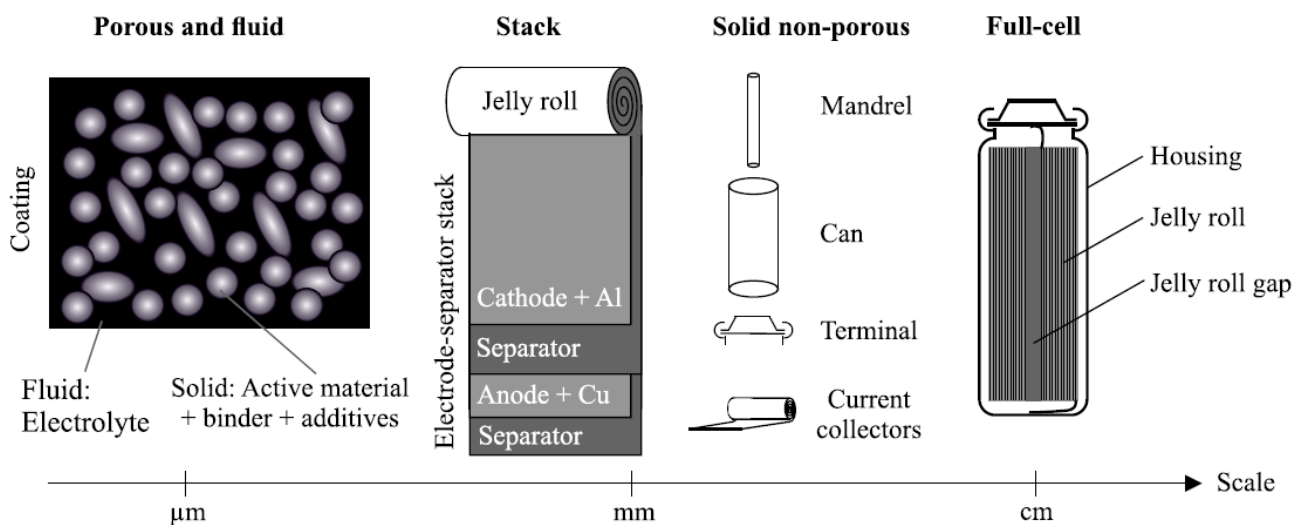 Porous and fluid
Stack
Solid non-porous
Full-cell
Coating
Fluid:
Electrolyte
Solid: Active material
+ binder + additives
Electrode-separator stack
Jelly roll
Cathode + Al
Separator
Anode + Cu
Separator
Mandrel
Can
Terminal
Current
collectors
Housing
Jelly roll
Jelly roll gap
µm
mm
cm
Scale